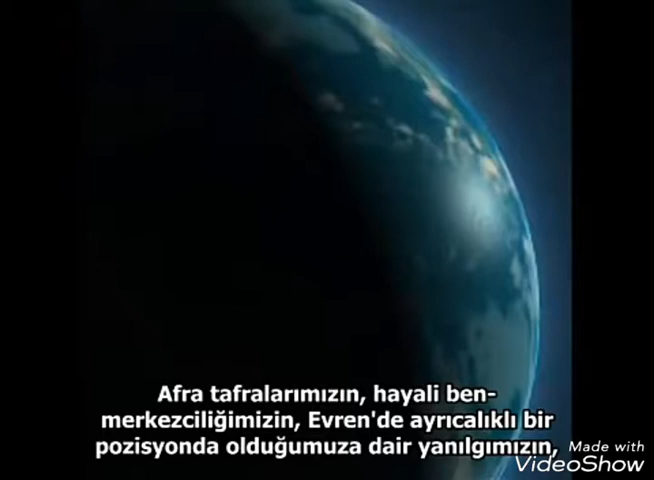 Afra tafralarımızın, hayali ben-
merkezciliğimizin, Evren'de ayrıcalıklı bir
pozisyonda olduğumuza dair yanılgımızın,
Made with
VideoShow